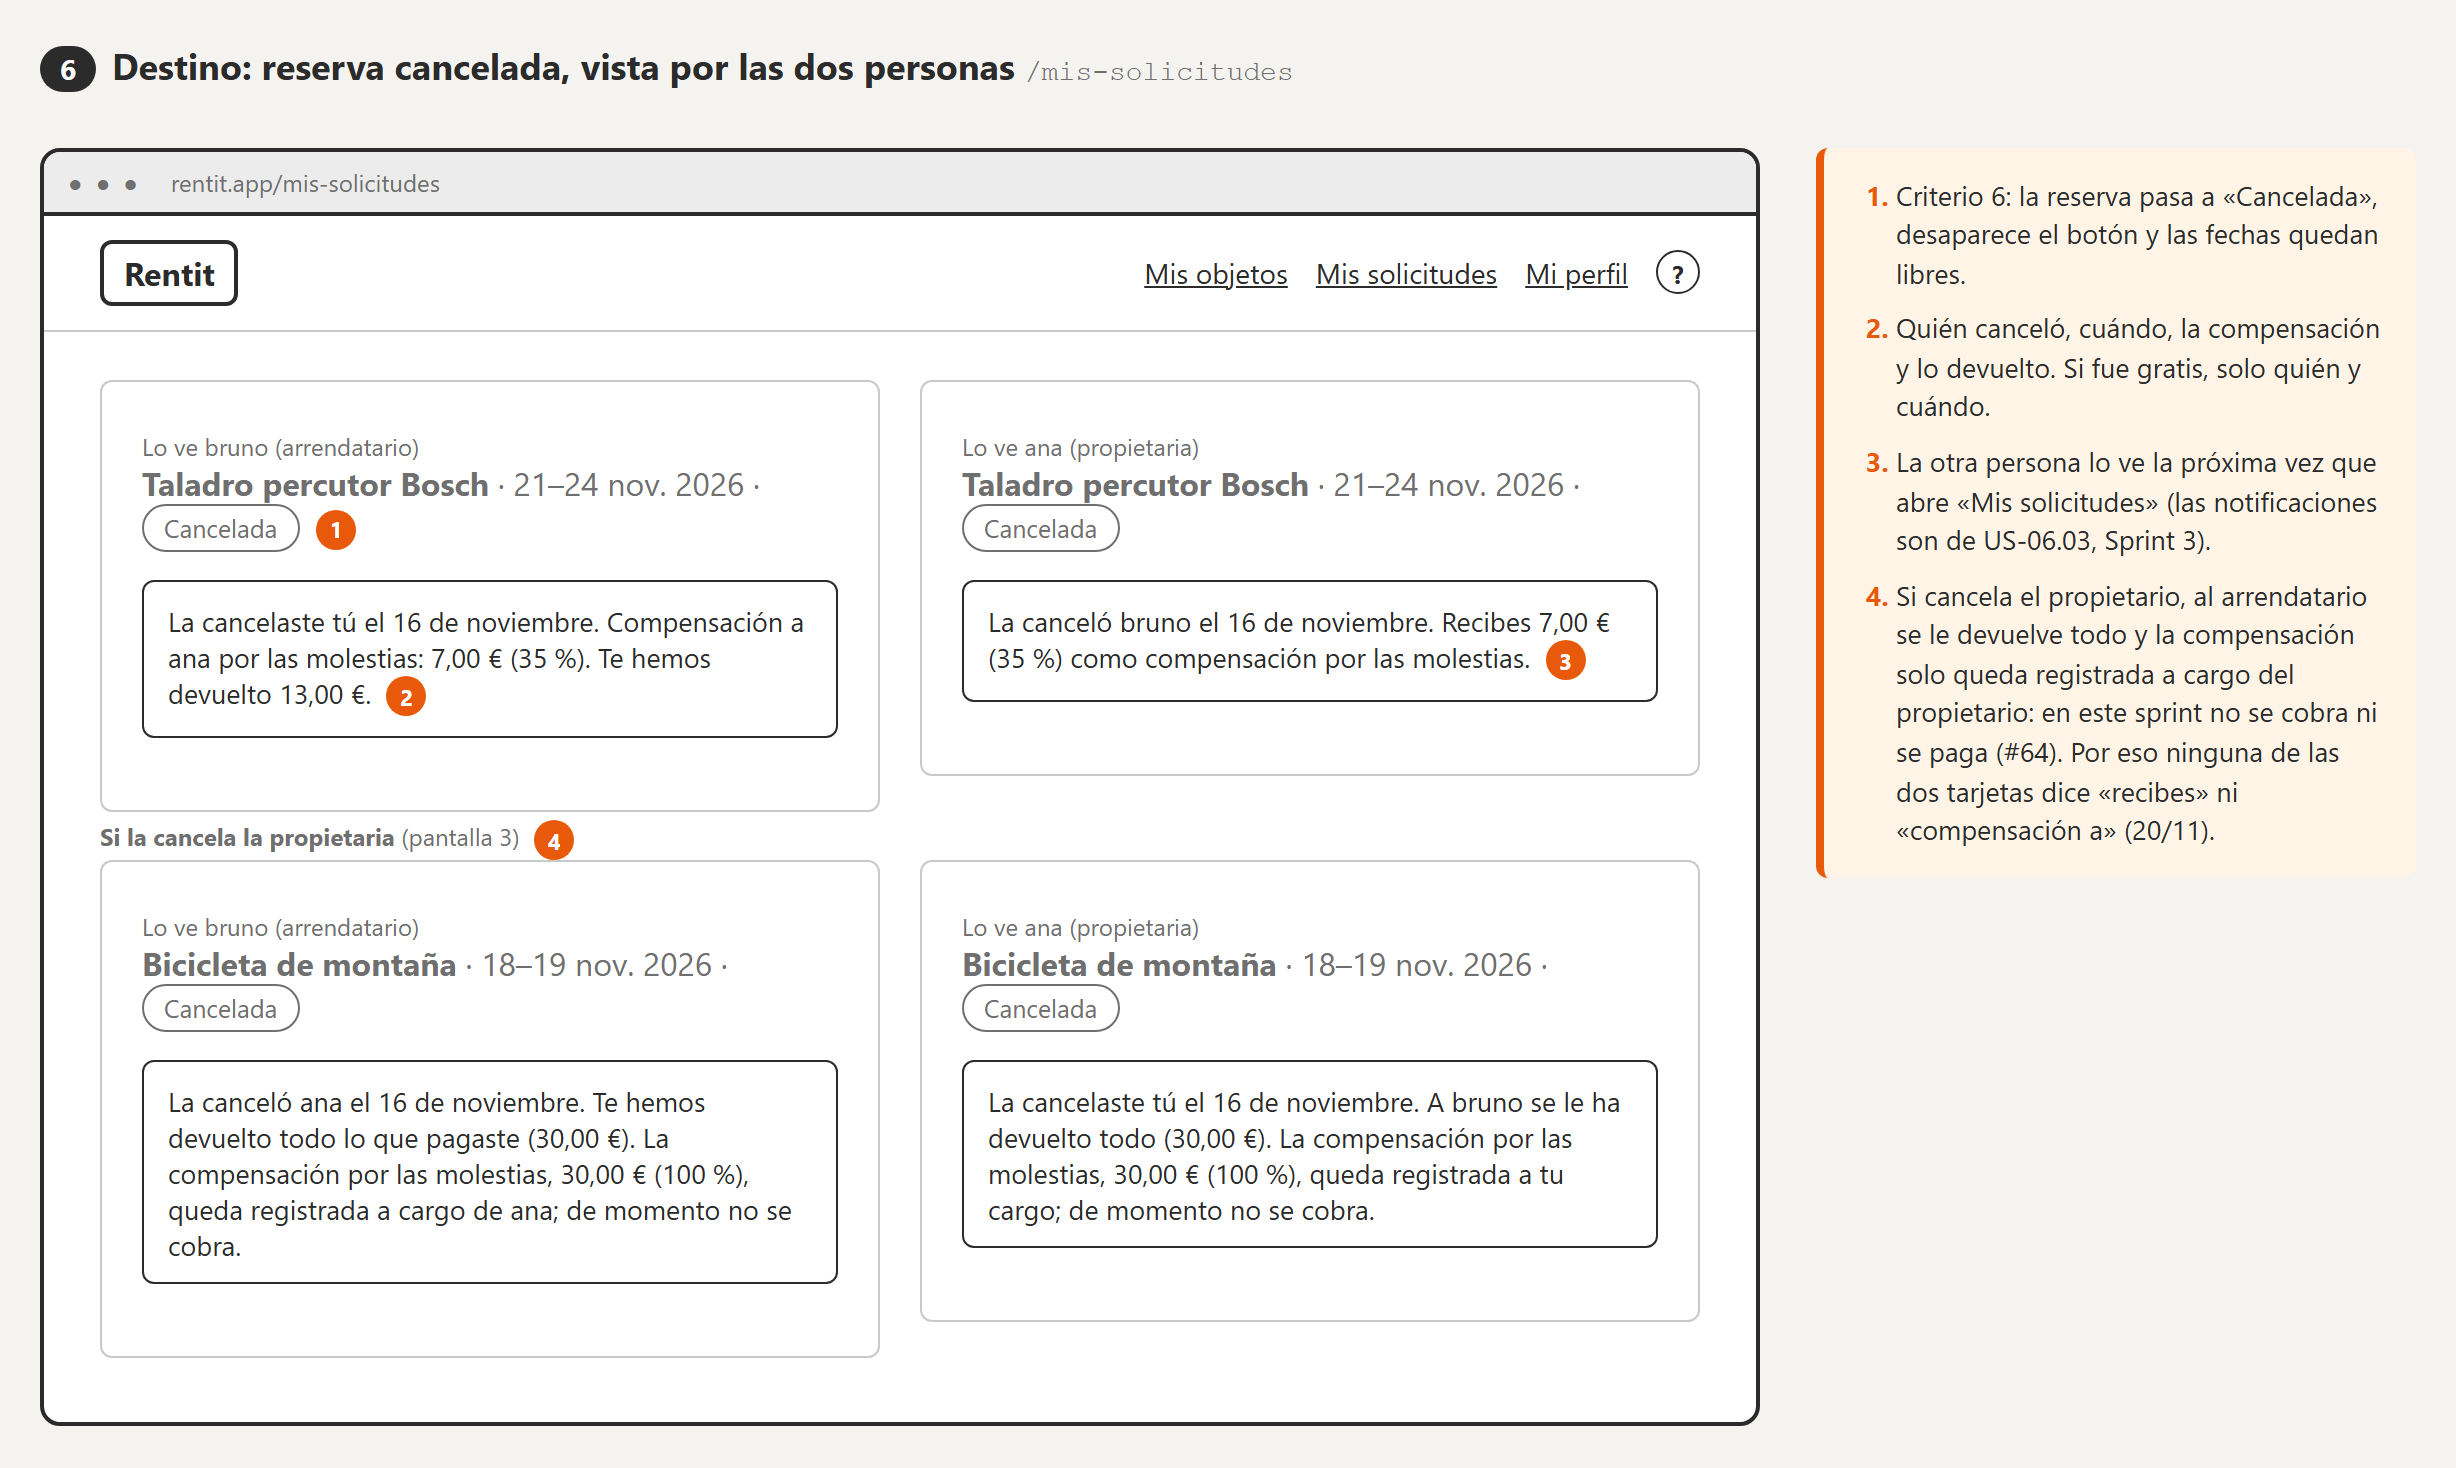 6 Destino: reserva cancelada, vista por las dos personas /mis-solicitudes
rentit.app/mis-solicitudes
Rentit
Mis objetos Mis solicitudes Mi perfil ?
Lo ve bruno (arrendatario)
Taladro percutor Bosch · 21–24 nov. 2026 ·
Cancelada 1
La cancelaste tú el 16 de noviembre. Compensación a
ana por las molestias: 7,00 € (35 %). Te hemos
devuelto 13,00 €. 2
Lo ve ana (propietaria)
Taladro percutor Bosch · 21–24 nov. 2026 ·
Cancelada
La canceló bruno el 16 de noviembre. Recibes 7,00 €
(35 %) como compensación por las molestias. 3
Si la cancela la propietaria (pantalla 3) 4
Lo ve bruno (arrendatario)
Bicicleta de montaña · 18–19 nov. 2026 ·
Cancelada
La canceló ana el 16 de noviembre. Te hemos
devuelto todo lo que pagaste (30,00 €). La
compensación por las molestias, 30,00 € (100 %),
queda registrada a cargo de ana; de momento no se
cobra.
Lo ve ana (propietaria)
Bicicleta de montaña · 18–19 nov. 2026 ·
Cancelada
La cancelaste tú el 16 de noviembre. A bruno se le ha
devuelto todo (30,00 €). La compensación por las
molestias, 30,00 € (100 %), queda registrada a tu
cargo; de momento no se cobra.
1. Criterio 6: la reserva pasa a «Cancelada»,
desaparece el botón y las fechas quedan
libres.
2. Quién canceló, cuándo, la compensación
y lo devuelto. Si fue gratis, solo quién y
cuándo.
3. La otra persona lo ve la próxima vez que
abre «Mis solicitudes» (las notificaciones
son de US-06.03, Sprint 3).
4. Si cancela el propietario, al arrendatario
se le devuelve todo y la compensación
solo queda registrada a cargo del
propietario: en este sprint no se cobra ni
se paga (#64). Por eso ninguna de las
dos tarjetas dice «recibes» ni
«compensación a» (20/11).